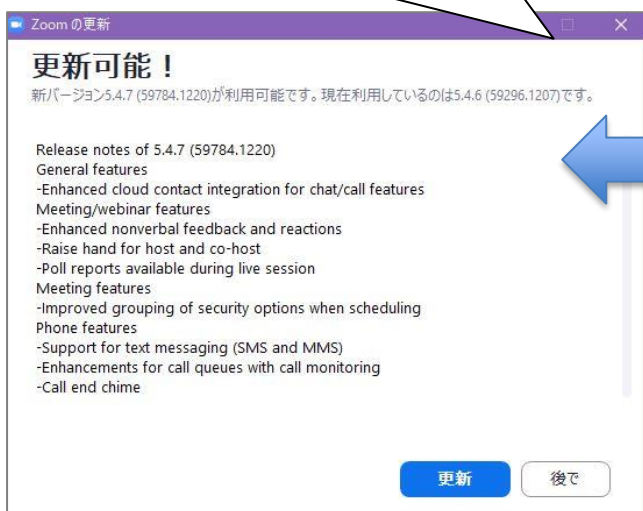 Zoom の更新
更新可能！
新バージョン5.4.7 (59784.1220)が利用可能です。現在利用しているのは5.4.6 (59296.1207)です。
Release notes of 5.4.7 (59784.1220)
General features
-Enhanced cloud contact integration for chat/call features
Meeting/webinar features
-Enhanced nonverbal feedback and reactions
-Raise hand for host and co-host
-Poll reports available during live session
Meeting features
-Improved grouping of security options when scheduling
Phone features
-Support for text messaging (SMS and MMS)
-Enhancements for call queues with call monitoring
-Call end chime
更新
後で